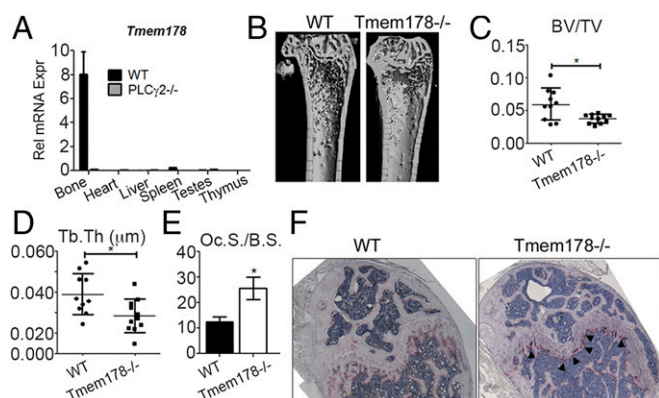 A
Tmem178
Rel mRNA Expr
10
8
6
4
2
0
WT
PLCγ2-/-
Bone
Heart
Liver
Spleen
Testes
Thymus
B
WT
Tmem178-/-
C
BV/TV
*
0.15
0.10
0.05
0.00
WT
Tmem178-/-
D
Tb.Th (μm)
*
0.060
0.040
0.020
0.000
WT
Tmem178-/-
E
Oc.S./B.S.
*
40
30
20
10
0
WT
Tmem178-/-
F
WT
Tmem178-/-